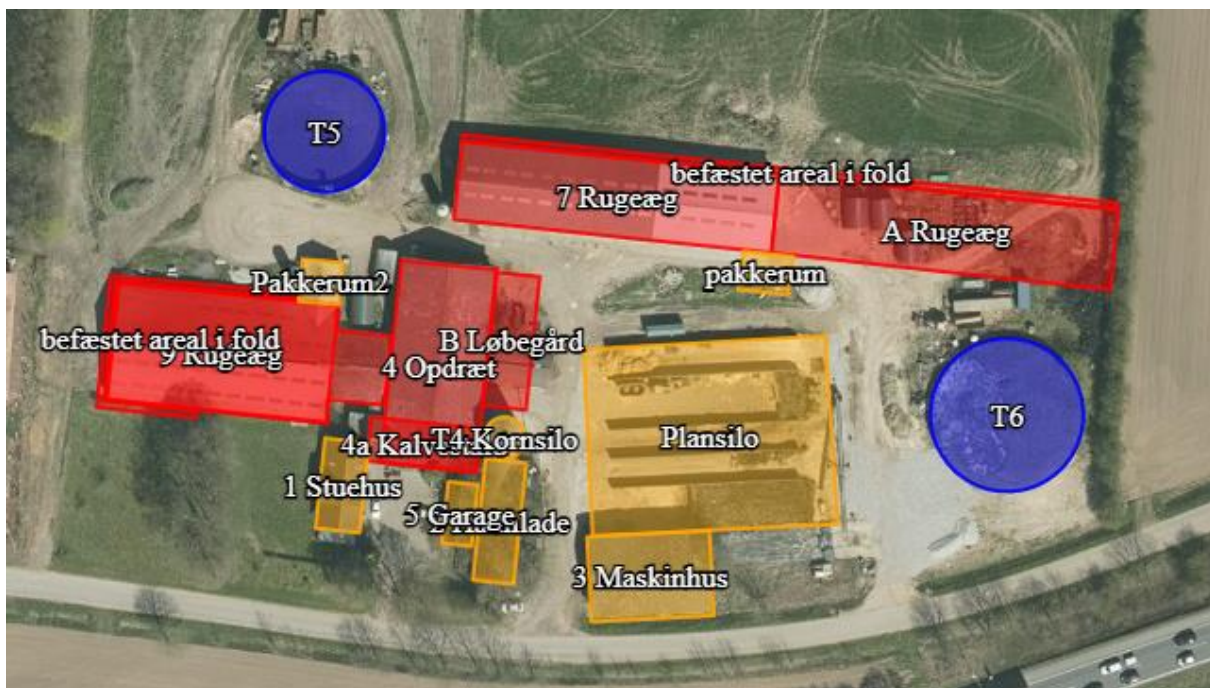 T5
befæstet areal i fold
7 Rugeæg
A Rugeæg
Pakkerum2
pakkerum
befæstet areal i fold
9 Rugeæg
B Løbegård
4 Opdræt
T6
Plansilo
T4 Kornsilo
4a
1 Stuehus
5 Garage
3 Maskinhus